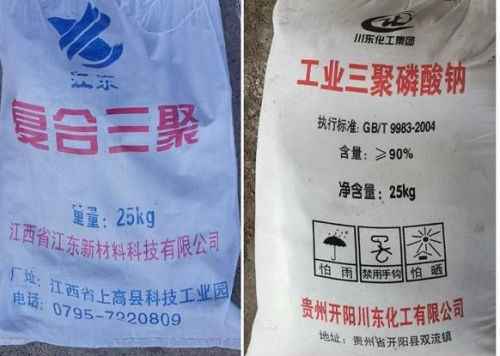 江东
复合三聚
重量：25kg
江西省江东新材料科技有限公司
厂址：江西省上高县科技工业园
电话：0795-7220809
川东化工集团
工业三聚磷酸钠
执行标准：GB/T 9983-2004
含量：≥90%
净含量：25kg
怕雨
禁用手钩
怕晒
贵州开阳川东化工有限公司
地址：贵州省开阳县双流镇